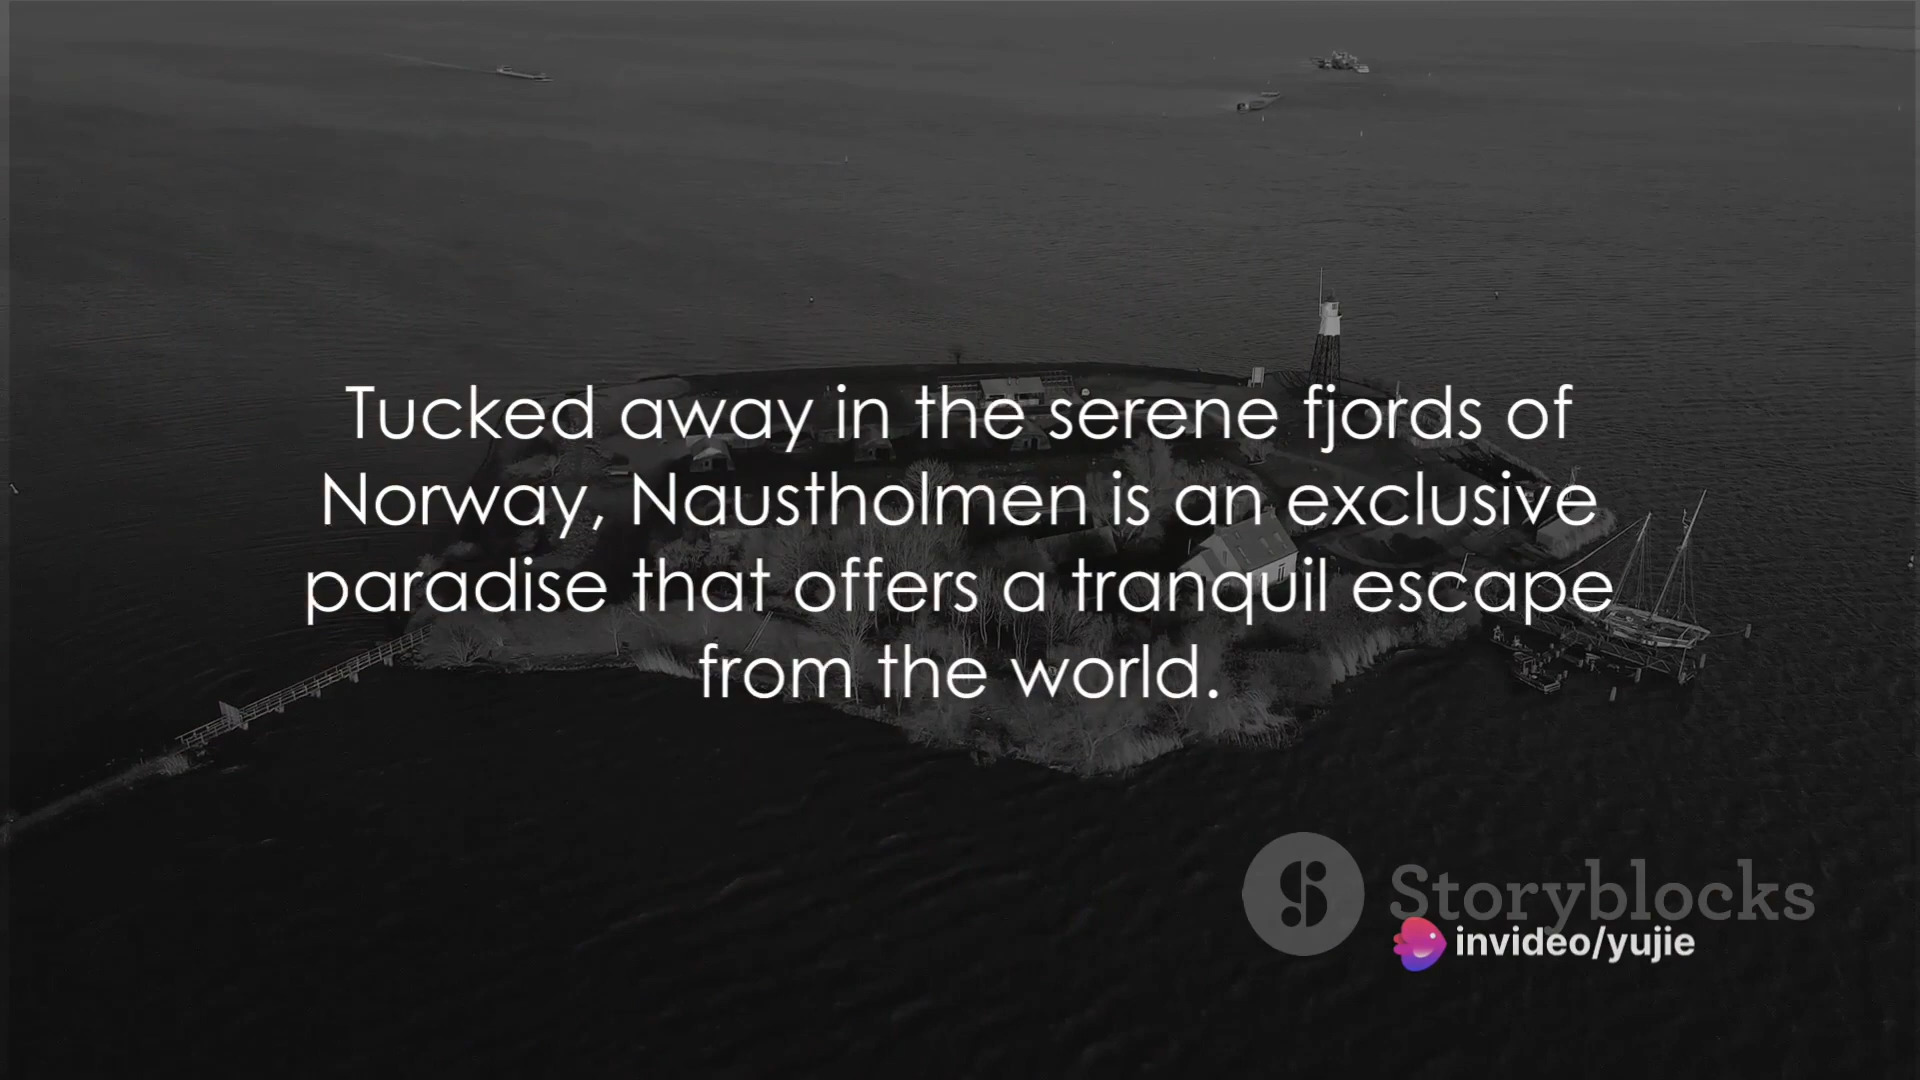 Tucked away in the serene fjords of
Norway, Naustholmen is an exclusive
paradise that offers a tranquil escape
from the world.
Storyblocks
invideo/yujie